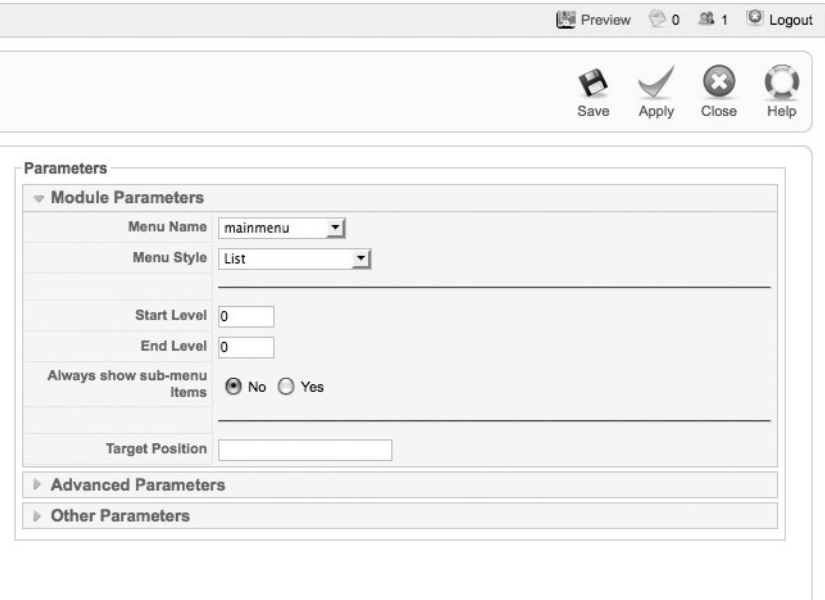 Preview 0 1 Logout
Save Apply Close Help
Parameters
Module Parameters
Menu Name mainmenu
Menu Style List
Start Level 0
End Level 0
Always show sub-menu
Items No Yes
Target Position
Advanced Parameters
Other Parameters